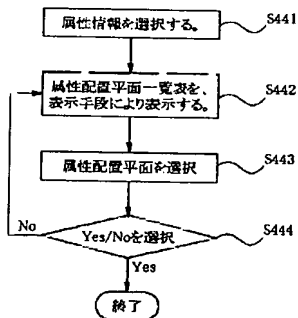 属性情報を選択する。
S441
属性配置平面一覧表を、
表示手段により表示する。
S442
属性配置平面を選択
S443
Yes/Noを選択
S444
No
Yes
終了